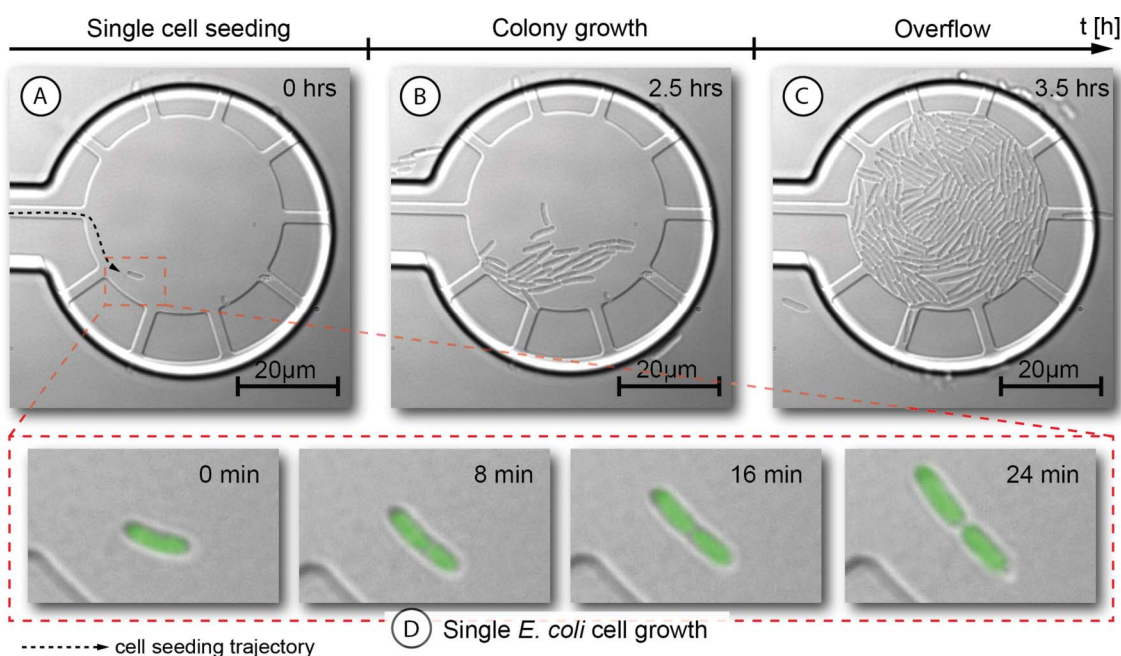 Single cell seeding
Colony growth
Overflow
t [h]
A
0 hrs
B
2.5 hrs
C
3.5 hrs
20µm
20µm
20µm
0 min
8 min
16 min
24 min
D Single E. coli cell growth
cell seeding trajectory